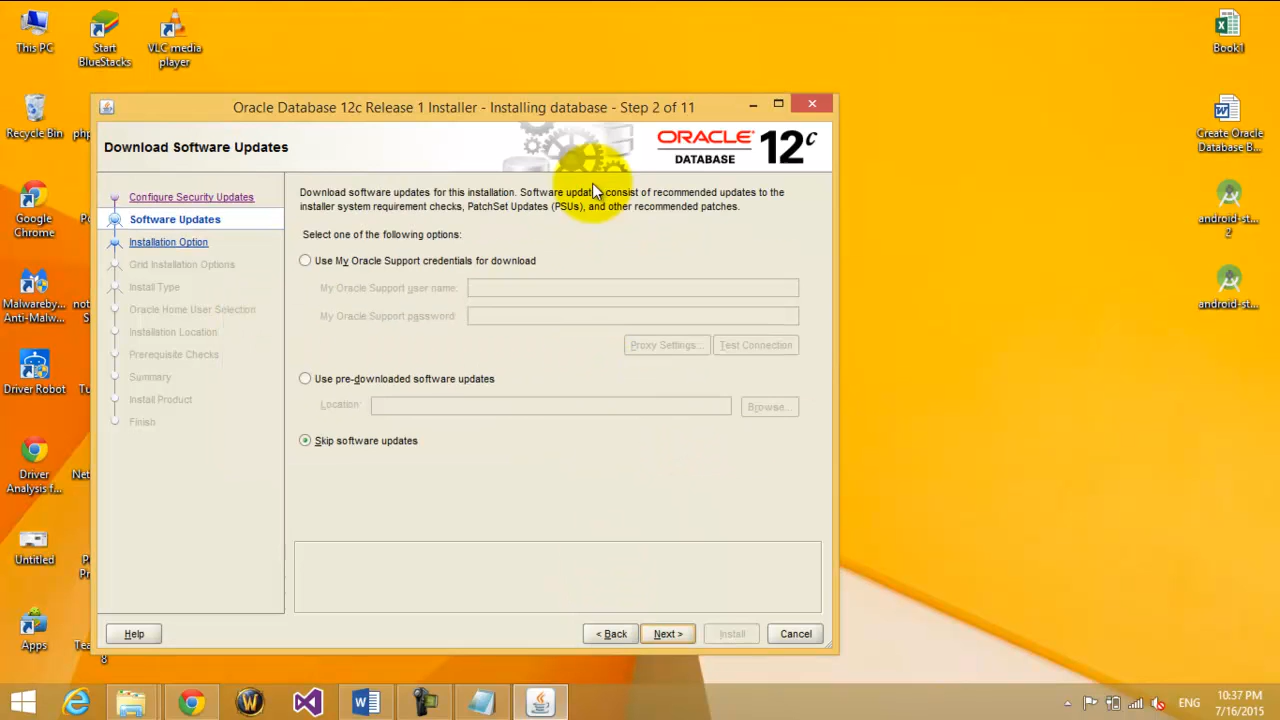 This PC
Start
BlueStacks
VLC media
player
Book1
Recycle Bin
php
Create Oracle
Database B...
Google
Chrome
android-st...
2
Malwareby...
Anti-Malw...
android-st...
Driver Robot
Driver
Analysis f...
Untitled
Apps
8
Oracle Database 12c Release 1 Installer - Installing database - Step 2 of 11
Download Software Updates
ORACLE
DATABASE
12c
Configure Security Updates
Software Updates
Installation Option
Grid Installation Options
Install Type
Oracle Home User Selection
Installation Location
Prerequisite Checks
Summary
Install Product
Finish
Download software updates for this installation. Software updates consist of recommended updates to the
installer system requirement checks, PatchSet Updates (PSUs), and other recommended patches.
Select one of the following options:
Use My Oracle Support credentials for download
My Oracle Support user name:
My Oracle Support password:
Proxy Settings...
Test Connection
Use pre-downloaded software updates
Location:
Browse...
Skip software updates
Help
< Back
Next >
Install
Cancel
ENG
10:37 PM
7/16/2015